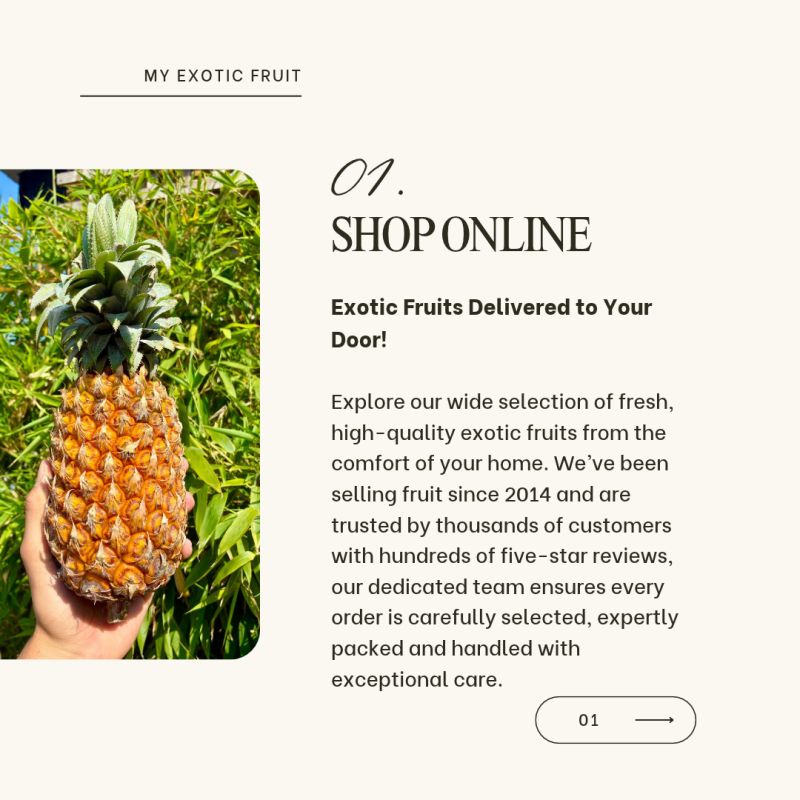 MY EXOTIC FRUIT
01.
SHOP ONLINE
Exotic Fruits Delivered to Your
Door!
Explore our wide selection of fresh,
high-quality exotic fruits from the
comfort of your home. We’ve been
selling fruit since 2014 and are
trusted by thousands of customers
with hundreds of five-star reviews,
our dedicated team ensures every
order is carefully selected, expertly
packed and handled with
exceptional care.
01